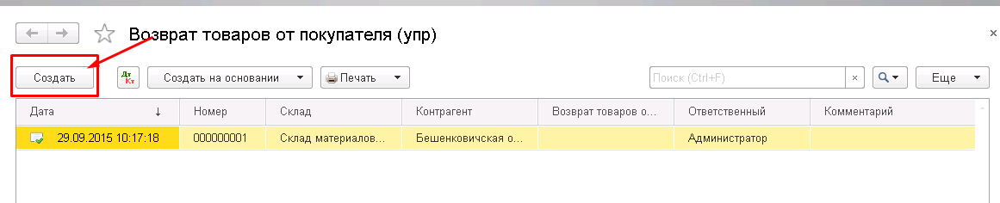 Возврат товаров от покупателя (упр)
Создать Дт Кт Создать на основании Печать Поиск (Ctrl+F) × Еще
Дата ↓ Номер Склад Контрагент Возврат товаров о... Ответственный Комментарий
29.09.2015 10:17:18 000000001 Склад материалов... Бешенковичская о... Администратор